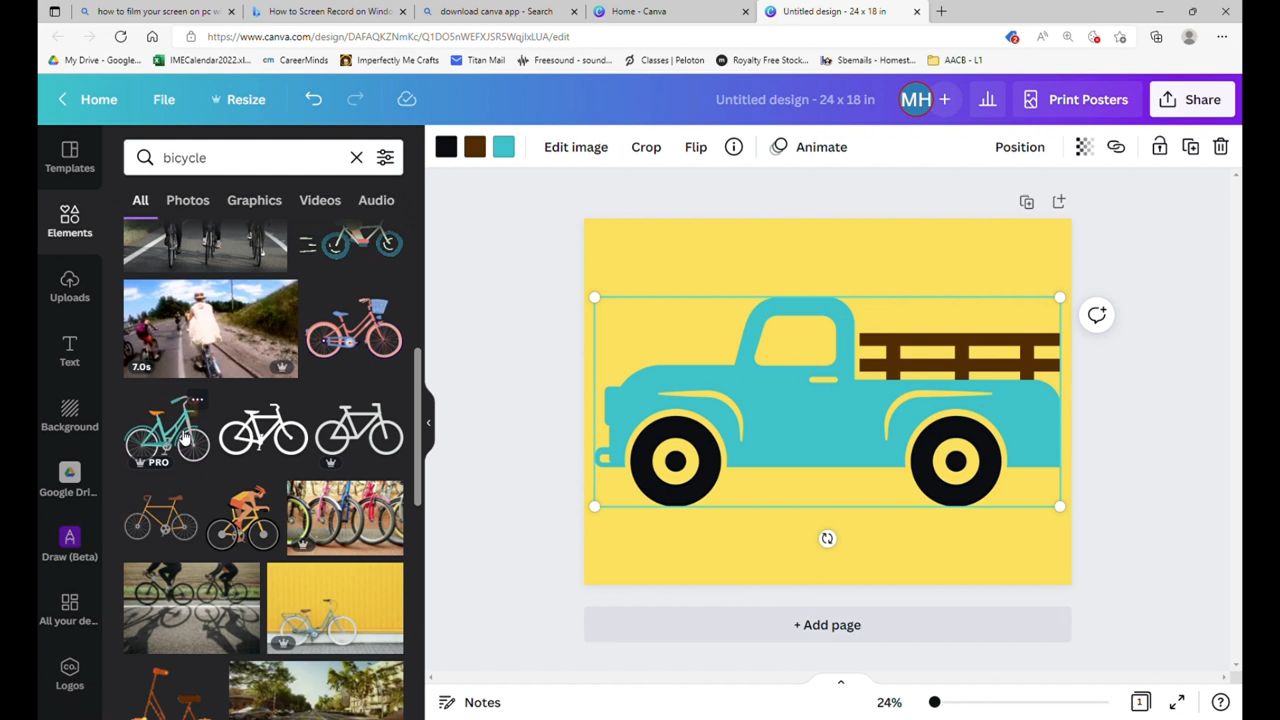 how to film your screen on pc w
How to Screen Record on Windo
download canva app - Search
Home - Canva
Untitled design - 24 x 18 in
https://www.canva.com/design/DAFAQKZNmKc/Q1DO5nWEFXJSR5WqjlxLUA/edit
My Drive - Google...
IMECalendar2022.xl...
CareerMinds
Imperfectly Me Crafts
Titan Mail
Freesound - soun...
Classes | Peloton
Royalty Free Stock...
Sbemails - Homest...
AACB - L1
Home
File
Resize
Untitled design - 24 x 18 in
MH
Print Posters
Share
Templates
Elements
Uploads
Text
Background
Google Dri...
Draw (Beta)
All your de...
Logos
bicycle
All
Photos
Graphics
Videos
Audio
7.0s
PRO
Edit image
Crop
Flip
Animate
Position
+ Add page
Notes
24%
1